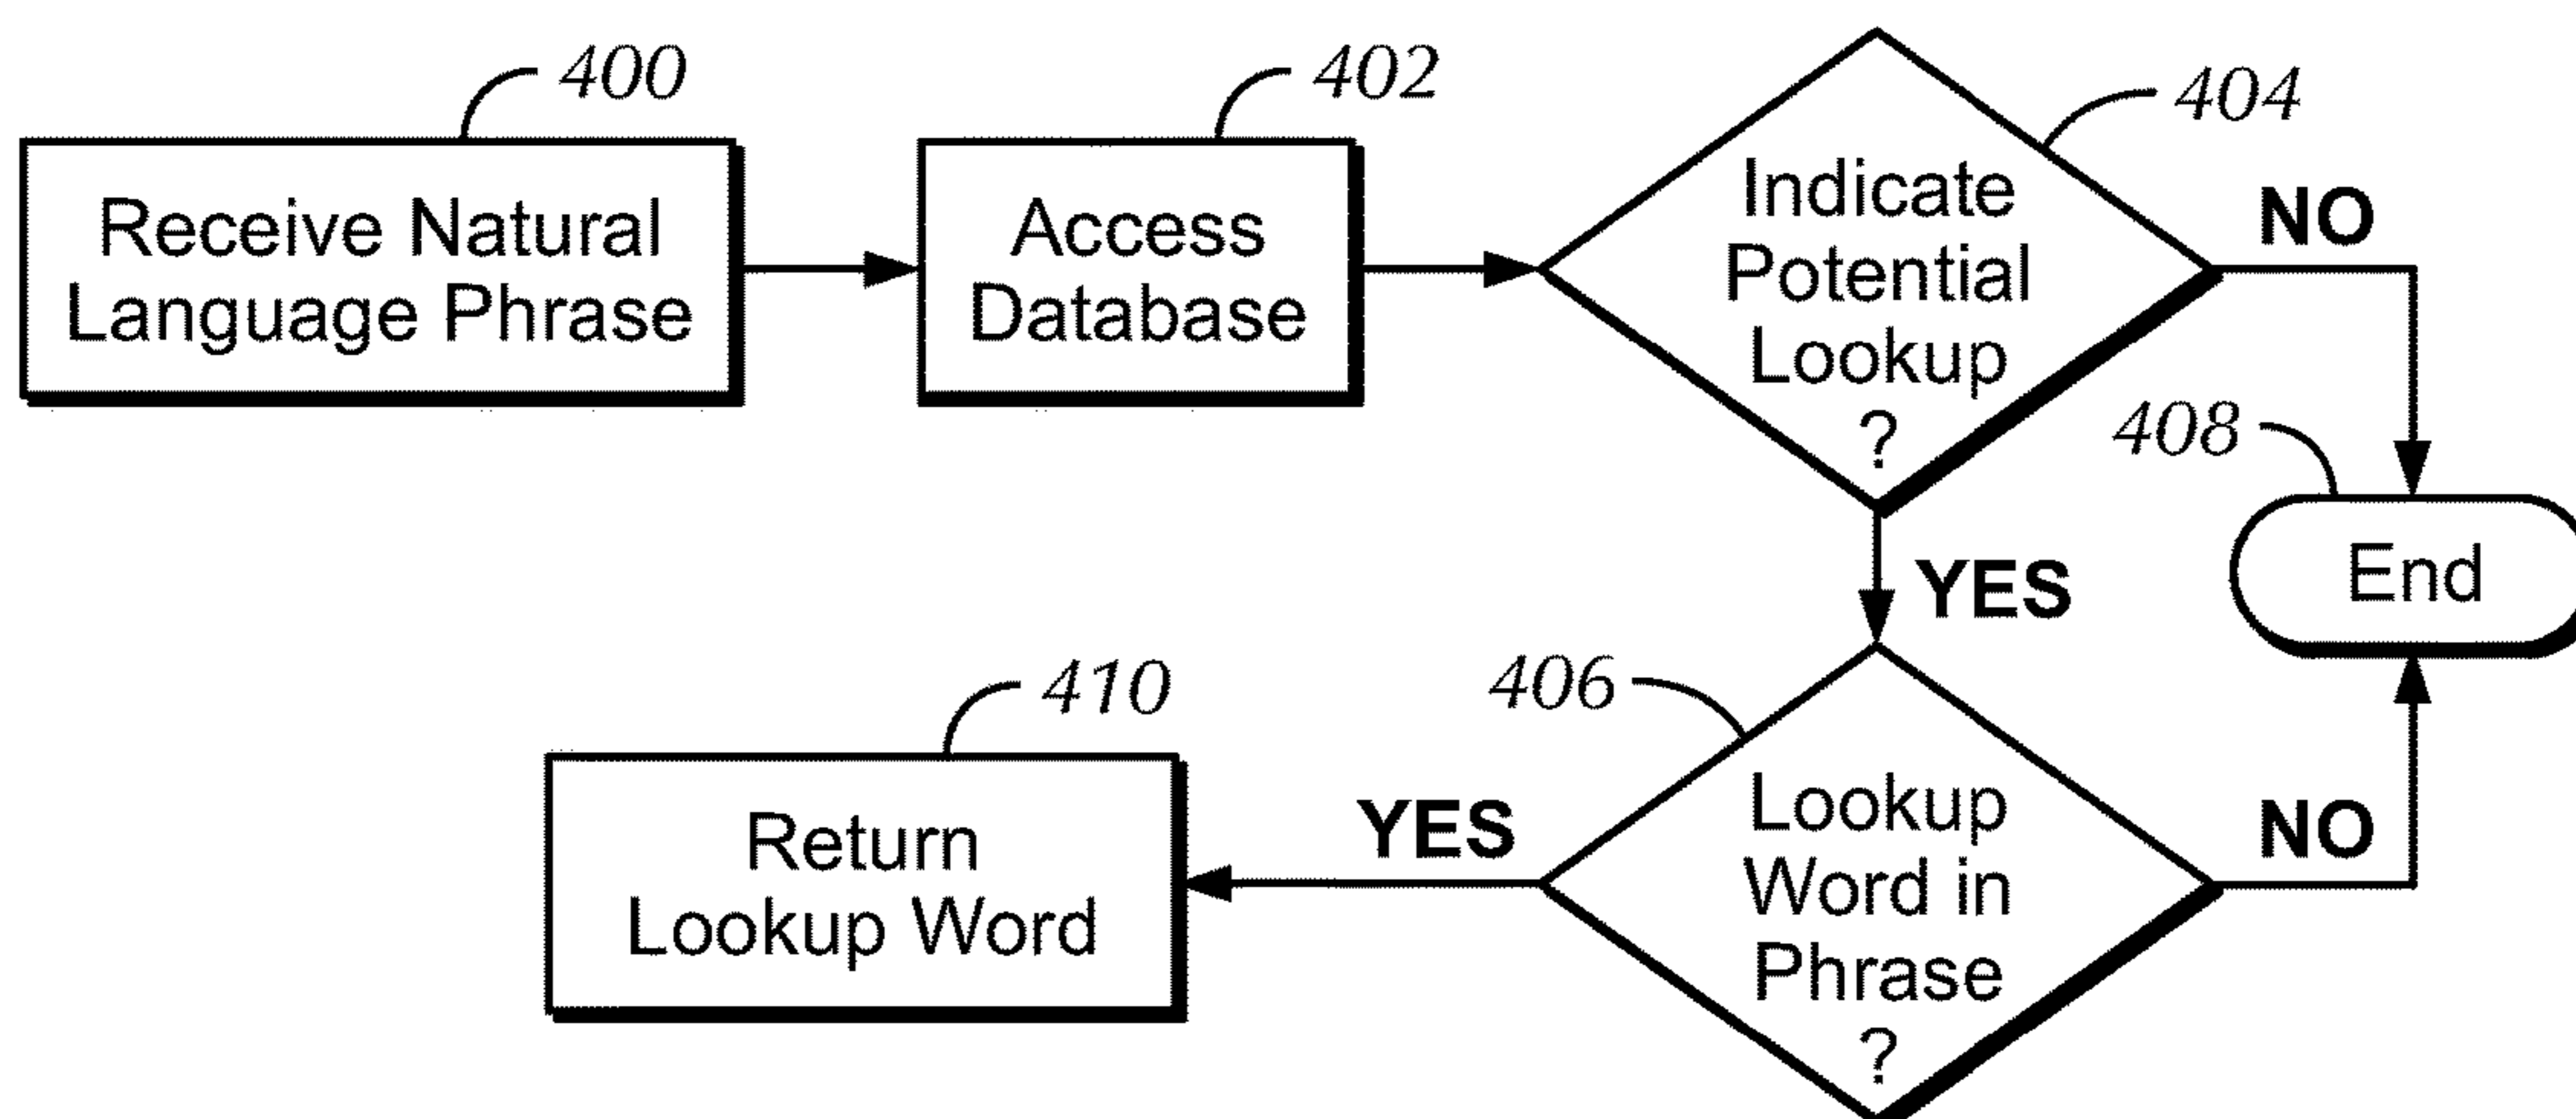 400
Receive Natural
Language Phrase
402
Access
Database
404
Indicate
Potential
Lookup
?
NO
YES
408
End
406
Lookup
Word in
Phrase
?
NO
YES
410
Return
Lookup Word